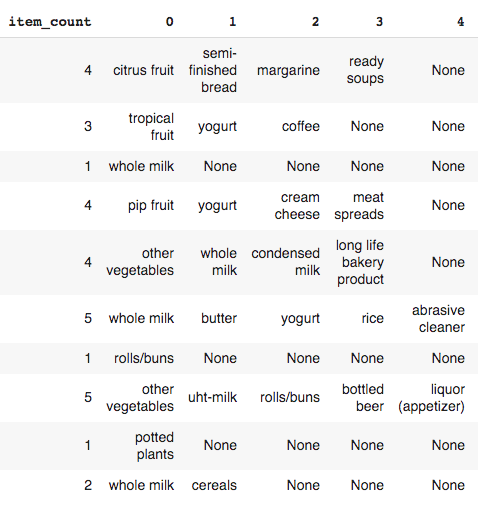 item_count 0 1 2 3 4
4 citrus fruit semi-finished bread margarine ready soups None
3 tropical fruit yogurt coffee None None
1 whole milk None None None None
4 pip fruit yogurt cream cheese meat spreads None
4 other vegetables whole milk condensed milk long life bakery product None
5 whole milk butter yogurt rice abrasive cleaner
1 rolls/buns None None None None
5 other vegetables uht-milk rolls/buns bottled beer liquor (appetizer)
1 potted plants None None None None
2 whole milk cereals None None None